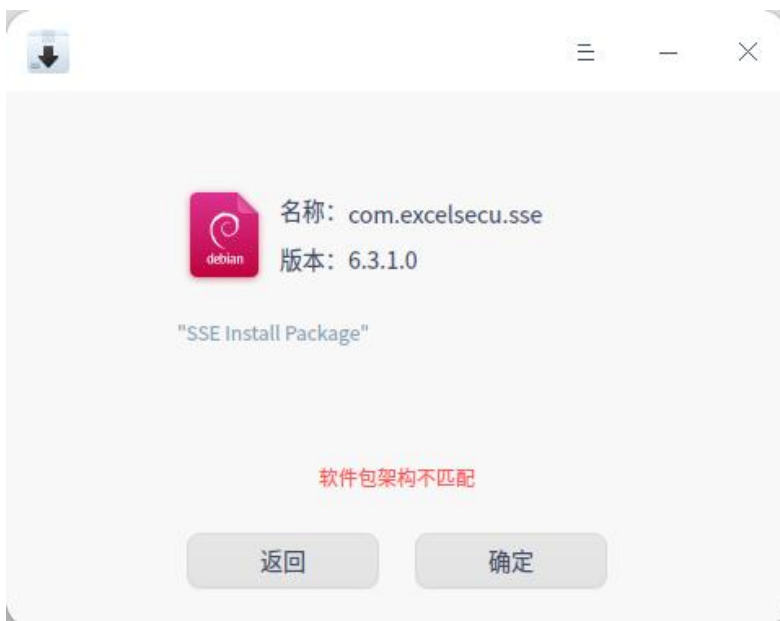 名称： com.excelsecu.sse
debian
版本： 6.3.1.0
"SSE Install Package"
软件包架构不匹配
返回
确定